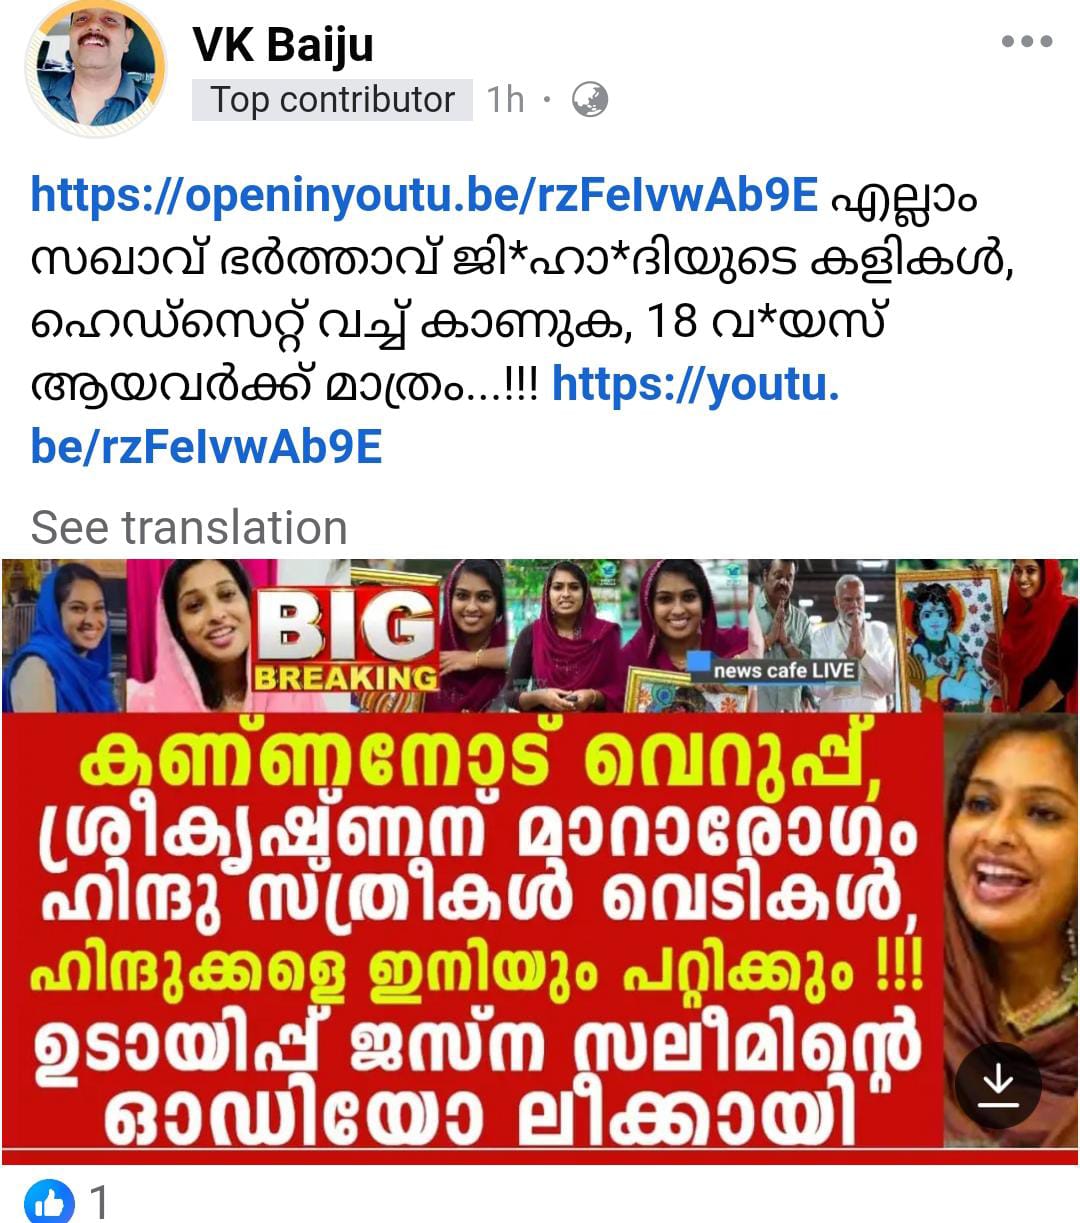 VK Baiju
Top contributor 1h ·
https://openinyoutu.be/rzFeIvwAb9E എല്ലാം
സഖാവ് ഭർത്താവ് ജി*ഹാ*ദിയുടെ കളികൾ,
ഹെഡ്സെറ്റ് വച്ച് കാണുക, 18 വ*യസ്
ആയവർക്ക് മാത്രം...!!! https://youtu.
be/rzFeIvwAb9E
See translation
BIG
BREAKING
news cafe LIVE
കണ്ണനോട് വെറുപ്പ്,
ശ്രീകൃഷ്ണന് മാറാരോഗം
ഹിന്ദു സ്ത്രീകൾ വെടികൾ,
ഹിന്ദുക്കളെ ഇനിയും പറ്റിക്കും !!!
ഉടായിപ്പ് ജസ്ന സലീമിന്റെ
ഓഡിയോ ലീക്കായി
1